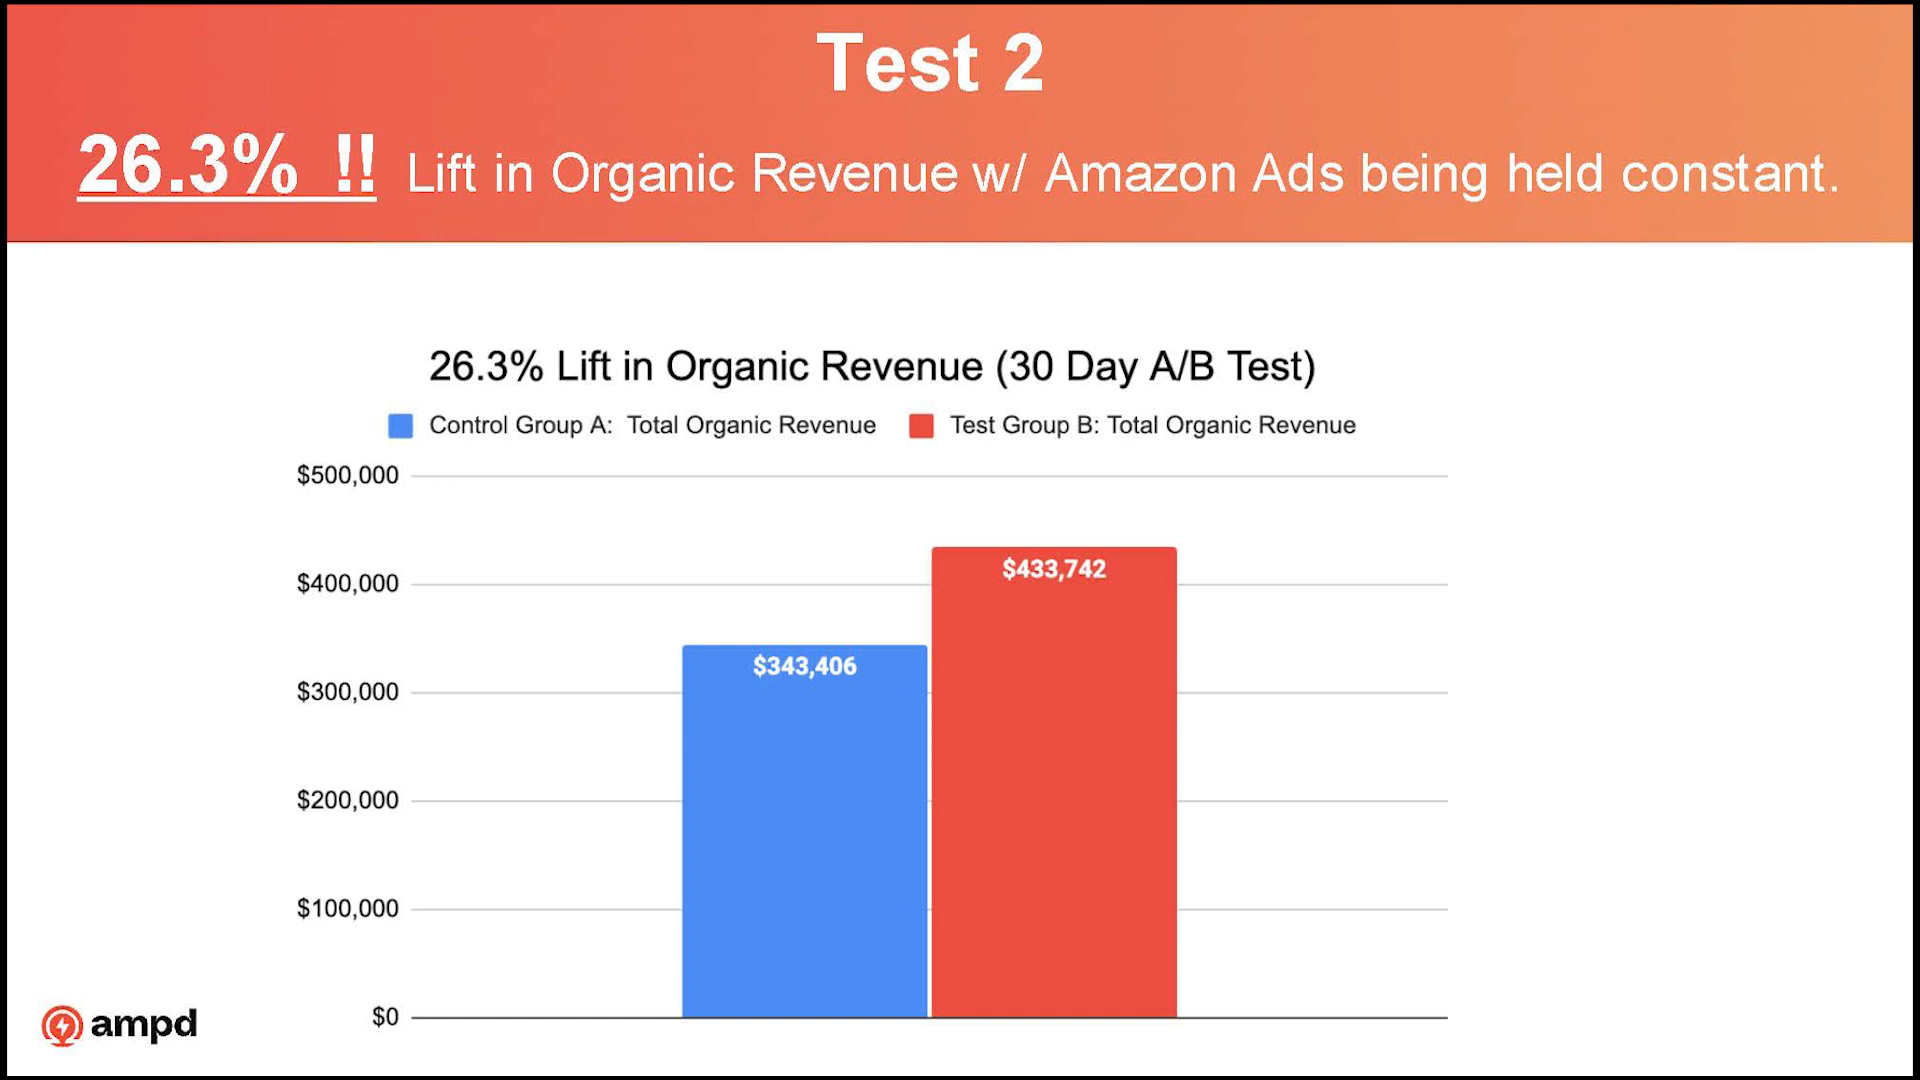 Test 2
26.3% !! Lift in Organic Revenue w/ Amazon Ads being held constant.
26.3% Lift in Organic Revenue (30 Day A/B Test)
Control Group A: Total Organic Revenue Test Group B: Total Organic Revenue
$500,000
$433,742
$400,000
$343,406
$300,000
$200,000
$100,000
$0
ampd